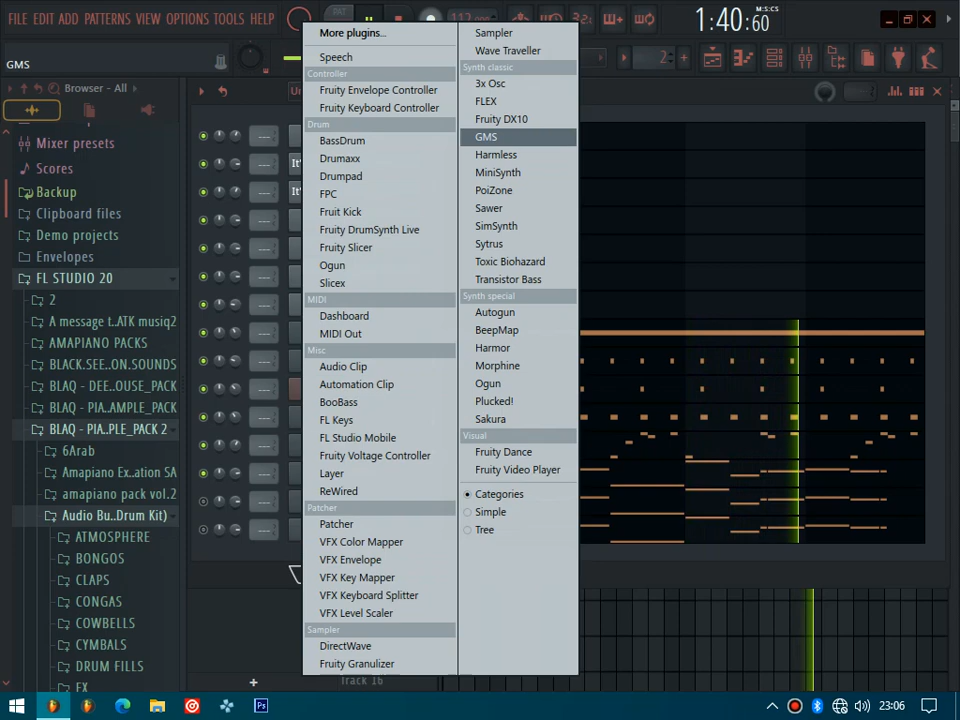 FILE EDIT ADD PATTERNS VIEW OPTIONS TOOLS HELP
PAT
112.000
1:40:60
M:S:CS
GMS
2
Browser - All
Mixer presets
Scores
Backup
Clipboard files
Demo projects
Envelopes
FL STUDIO 20
2
A message t...ATK musiq2
AMAPIANO PACKS
BLACK.SEE...ON.SOUNDS
BLAQ - DEE...OUSE_PACK
BLAQ - PIA...AMPLE_PACK
BLAQ - PIA..PLE_PACK 2
6Arab
Amapiano Ex..ation SA
amapiano pack vol.2
Audio Bu..Drum Kit)
ATMOSPHERE
BONGOS
CLAPS
CONGAS
COWBELLS
CYMBALS
DRUM FILLS
FX
More plugins...
Speech
Controller
Fruity Envelope Controller
Fruity Keyboard Controller
Drum
BassDrum
Drumaxx
Drumpad
FPC
Fruit Kick
Fruity DrumSynth Live
Fruity Slicer
Ogun
Slicex
MIDI
Dashboard
MIDI Out
Misc
Audio Clip
Automation Clip
BooBass
FL Keys
FL Studio Mobile
Fruity Voltage Controller
Layer
ReWired
Patcher
Patcher
VFX Color Mapper
VFX Envelope
VFX Key Mapper
VFX Keyboard Splitter
VFX Level Scaler
Sampler
DirectWave
Fruity Granulizer
Sampler
Wave Traveller
Synth classic
3x Osc
FLEX
Fruity DX10
GMS
Harmless
MiniSynth
PoiZone
Sawer
SimSynth
Sytrus
Toxic Biohazard
Transistor Bass
Synth special
Autogun
BeepMap
Harmor
Morphine
Ogun
Plucked!
Sakura
Visual
Fruity Dance
Fruity Video Player
Categories
Simple
Tree
Track 16
23:06